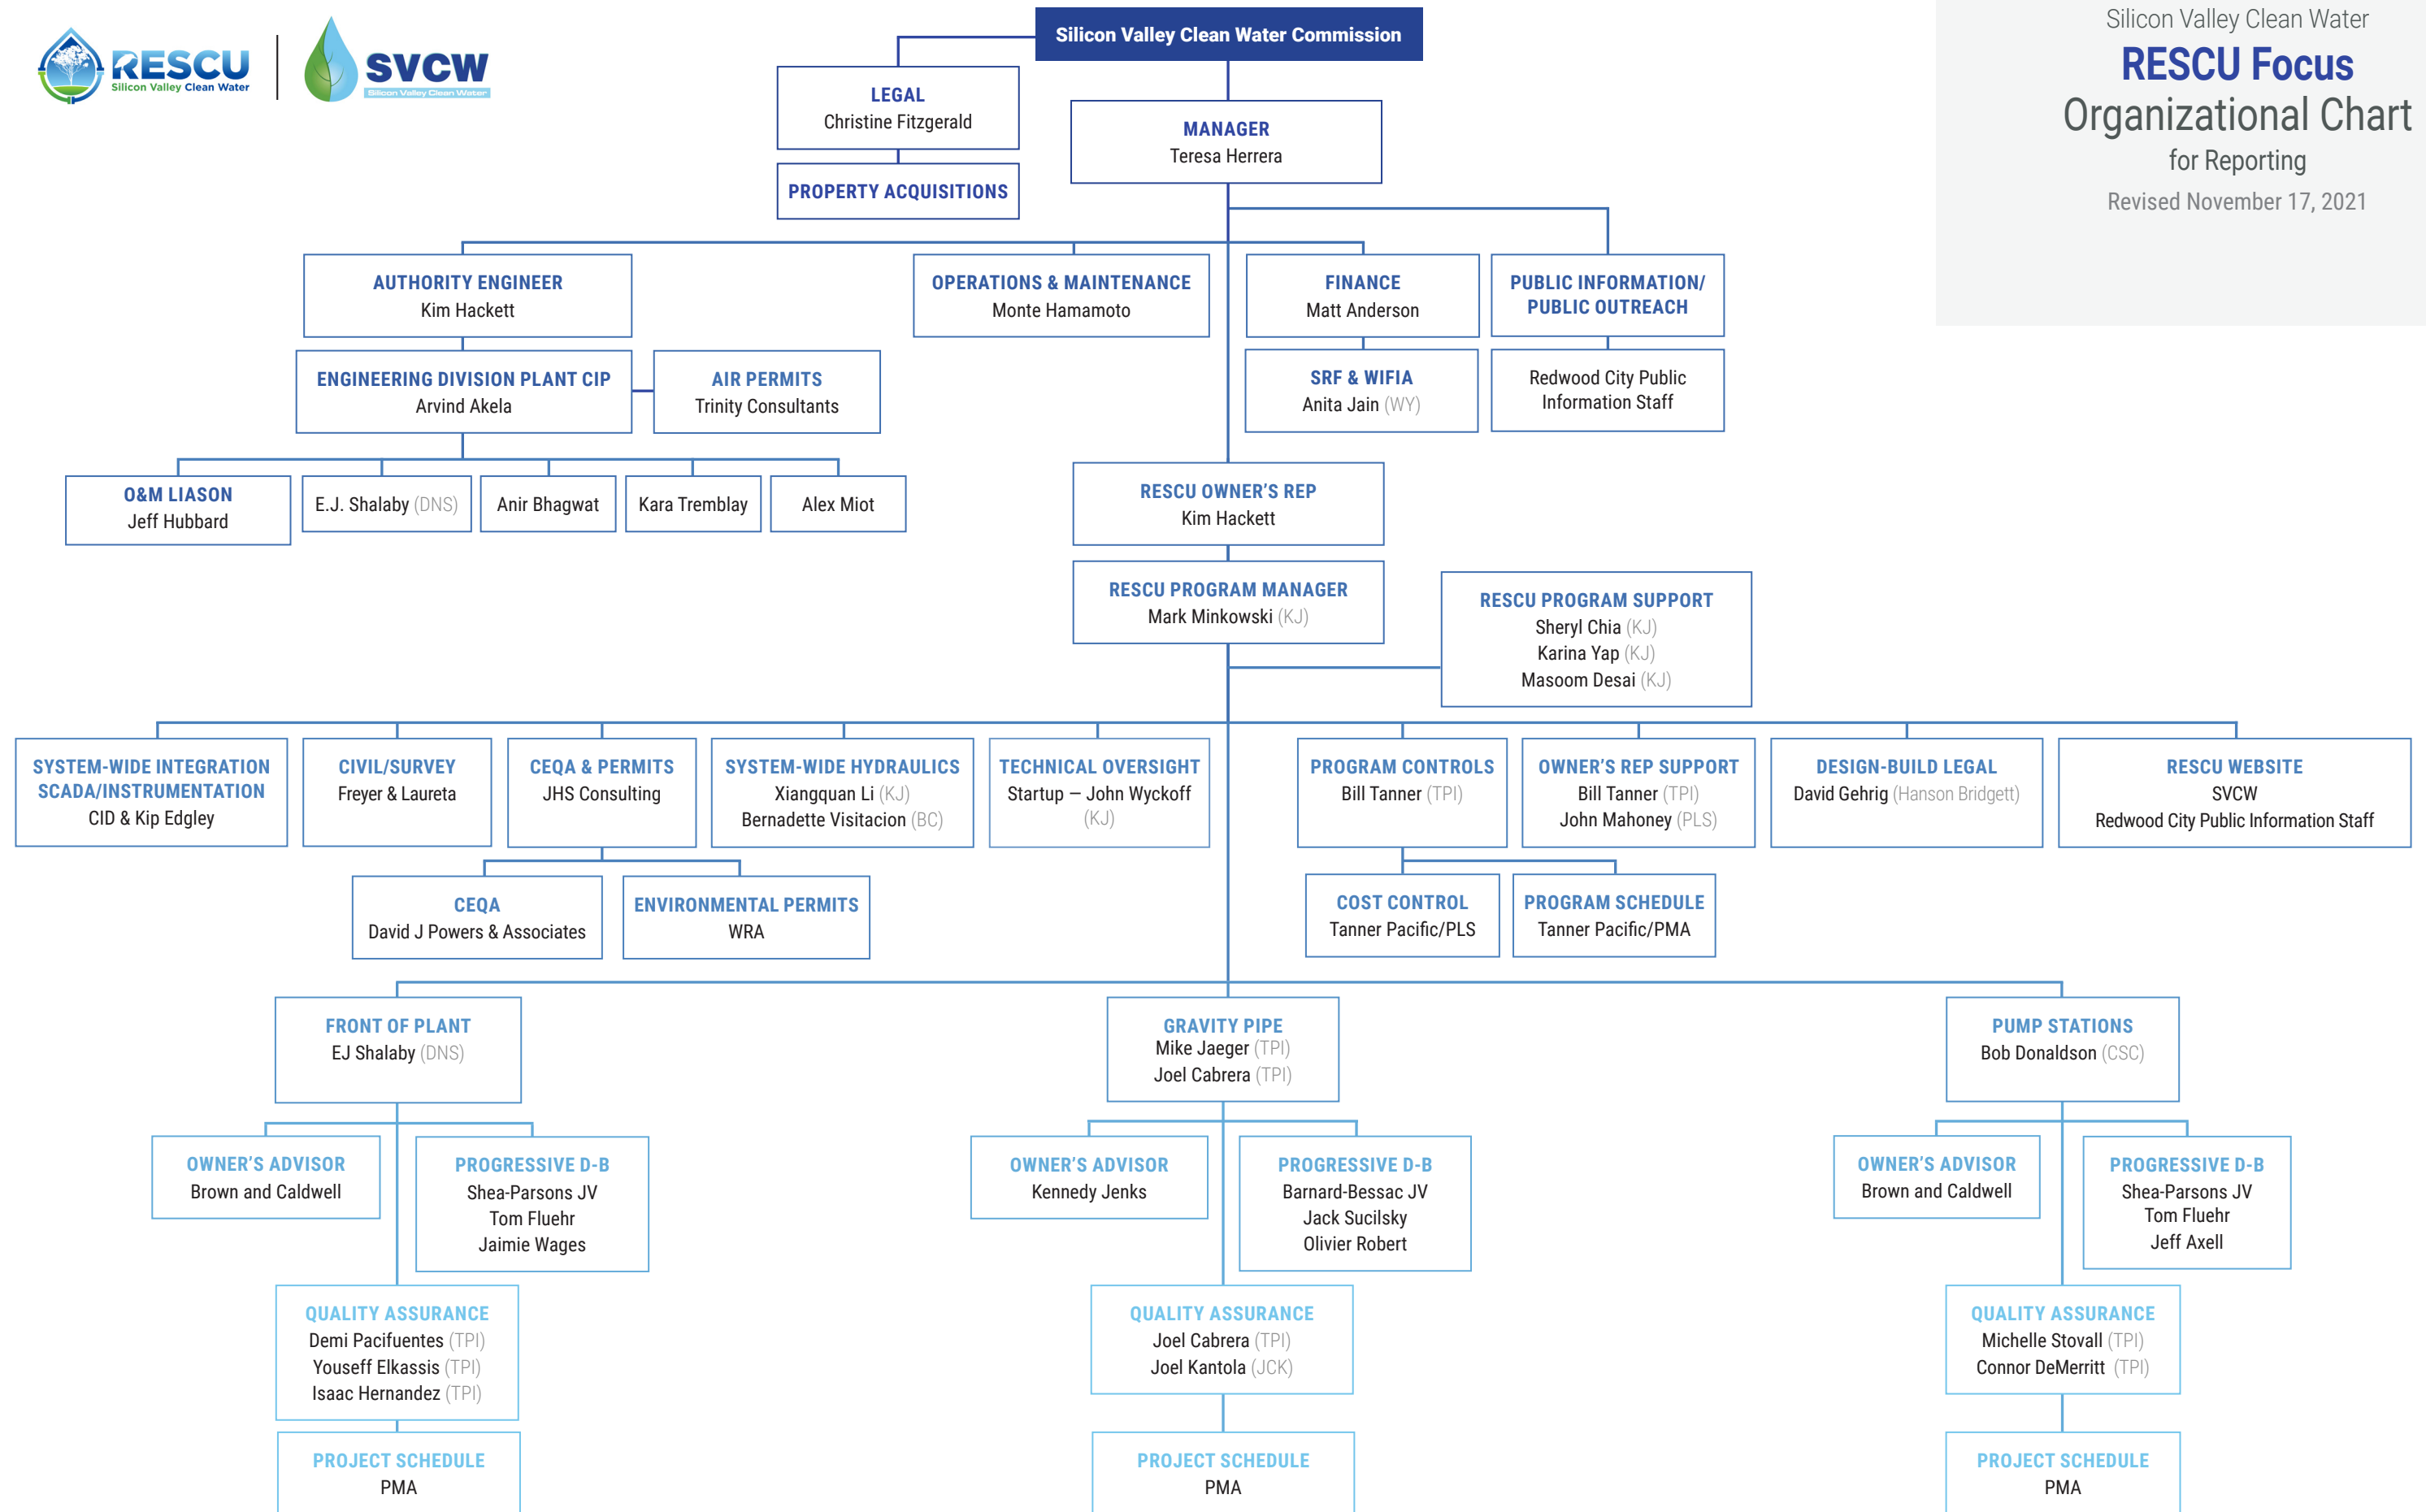 RESCU
Silicon Valley Clean Water
SVCW
Silicon Valley Clean Water
Silicon Valley Clean Water
RESCU Focus
Organizational Chart
for Reporting
Revised November 17, 2021
Silicon Valley Clean Water Commission
LEGAL
Christine Fitzgerald
PROPERTY ACQUISITIONS
MANAGER
Teresa Herrera
AUTHORITY ENGINEER
Kim Hackett
OPERATIONS & MAINTENANCE
Monte Hamamoto
FINANCE
Matt Anderson
PUBLIC INFORMATION/
PUBLIC OUTREACH
ENGINEERING DIVISION PLANT CIP
Arvind Akela
AIR PERMITS
Trinity Consultants
SRF & WIFIA
Anita Jain (WY)
Redwood City Public
Information Staff
O&M LIASON
Jeff Hubbard
E.J. Shalaby (DNS)
Anir Bhagwat
Kara Tremblay
Alex Miot
RESCU OWNER'S REP
Kim Hackett
RESCU PROGRAM MANAGER
Mark Minkowski (KJ)
RESCU PROGRAM SUPPORT
Sheryl Chia (KJ)
Karina Yap (KJ)
Masoom Desai (KJ)
SYSTEM-WIDE INTEGRATION
SCADA/INSTRUMENTATION
CID & Kip Edgley
CIVIL/SURVEY
Freyer & Laureta
CEQA & PERMITS
JHS Consulting
SYSTEM-WIDE HYDRAULICS
Xiangquan Li (KJ)
Bernadette Visitacion (BC)
TECHNICAL OVERSIGHT
Startup — John Wyckoff
(KJ)
PROGRAM CONTROLS
Bill Tanner (TPI)
OWNER'S REP SUPPORT
Bill Tanner (TPI)
John Mahoney (PLS)
DESIGN-BUILD LEGAL
David Gehrig (Hanson Bridgett)
RESCU WEBSITE
SVCW
Redwood City Public Information Staff
CEQA
David J Powers & Associates
ENVIRONMENTAL PERMITS
WRA
COST CONTROL
Tanner Pacific/PLS
PROGRAM SCHEDULE
Tanner Pacific/PMA
FRONT OF PLANT
EJ Shalaby (DNS)
GRAVITY PIPE
Mike Jaeger (TPI)
Joel Cabrera (TPI)
PUMP STATIONS
Bob Donaldson (CSC)
OWNER'S ADVISOR
Brown and Caldwell
PROGRESSIVE D-B
Shea-Parsons JV
Tom Fluehr
Jaimie Wages
OWNER'S ADVISOR
Kennedy Jenks
PROGRESSIVE D-B
Barnard-Bessac JV
Jack Sucilsky
Olivier Robert
OWNER'S ADVISOR
Brown and Caldwell
PROGRESSIVE D-B
Shea-Parsons JV
Tom Fluehr
Jeff Axell
QUALITY ASSURANCE
Demi Pacifuentes (TPI)
Youseff Elkassis (TPI)
Isaac Hernandez (TPI)
QUALITY ASSURANCE
Joel Cabrera (TPI)
Joel Kantola (JCK)
QUALITY ASSURANCE
Michelle Stovall (TPI)
Connor DeMerritt (TPI)
PROJECT SCHEDULE
PMA
PROJECT SCHEDULE
PMA
PROJECT SCHEDULE
PMA